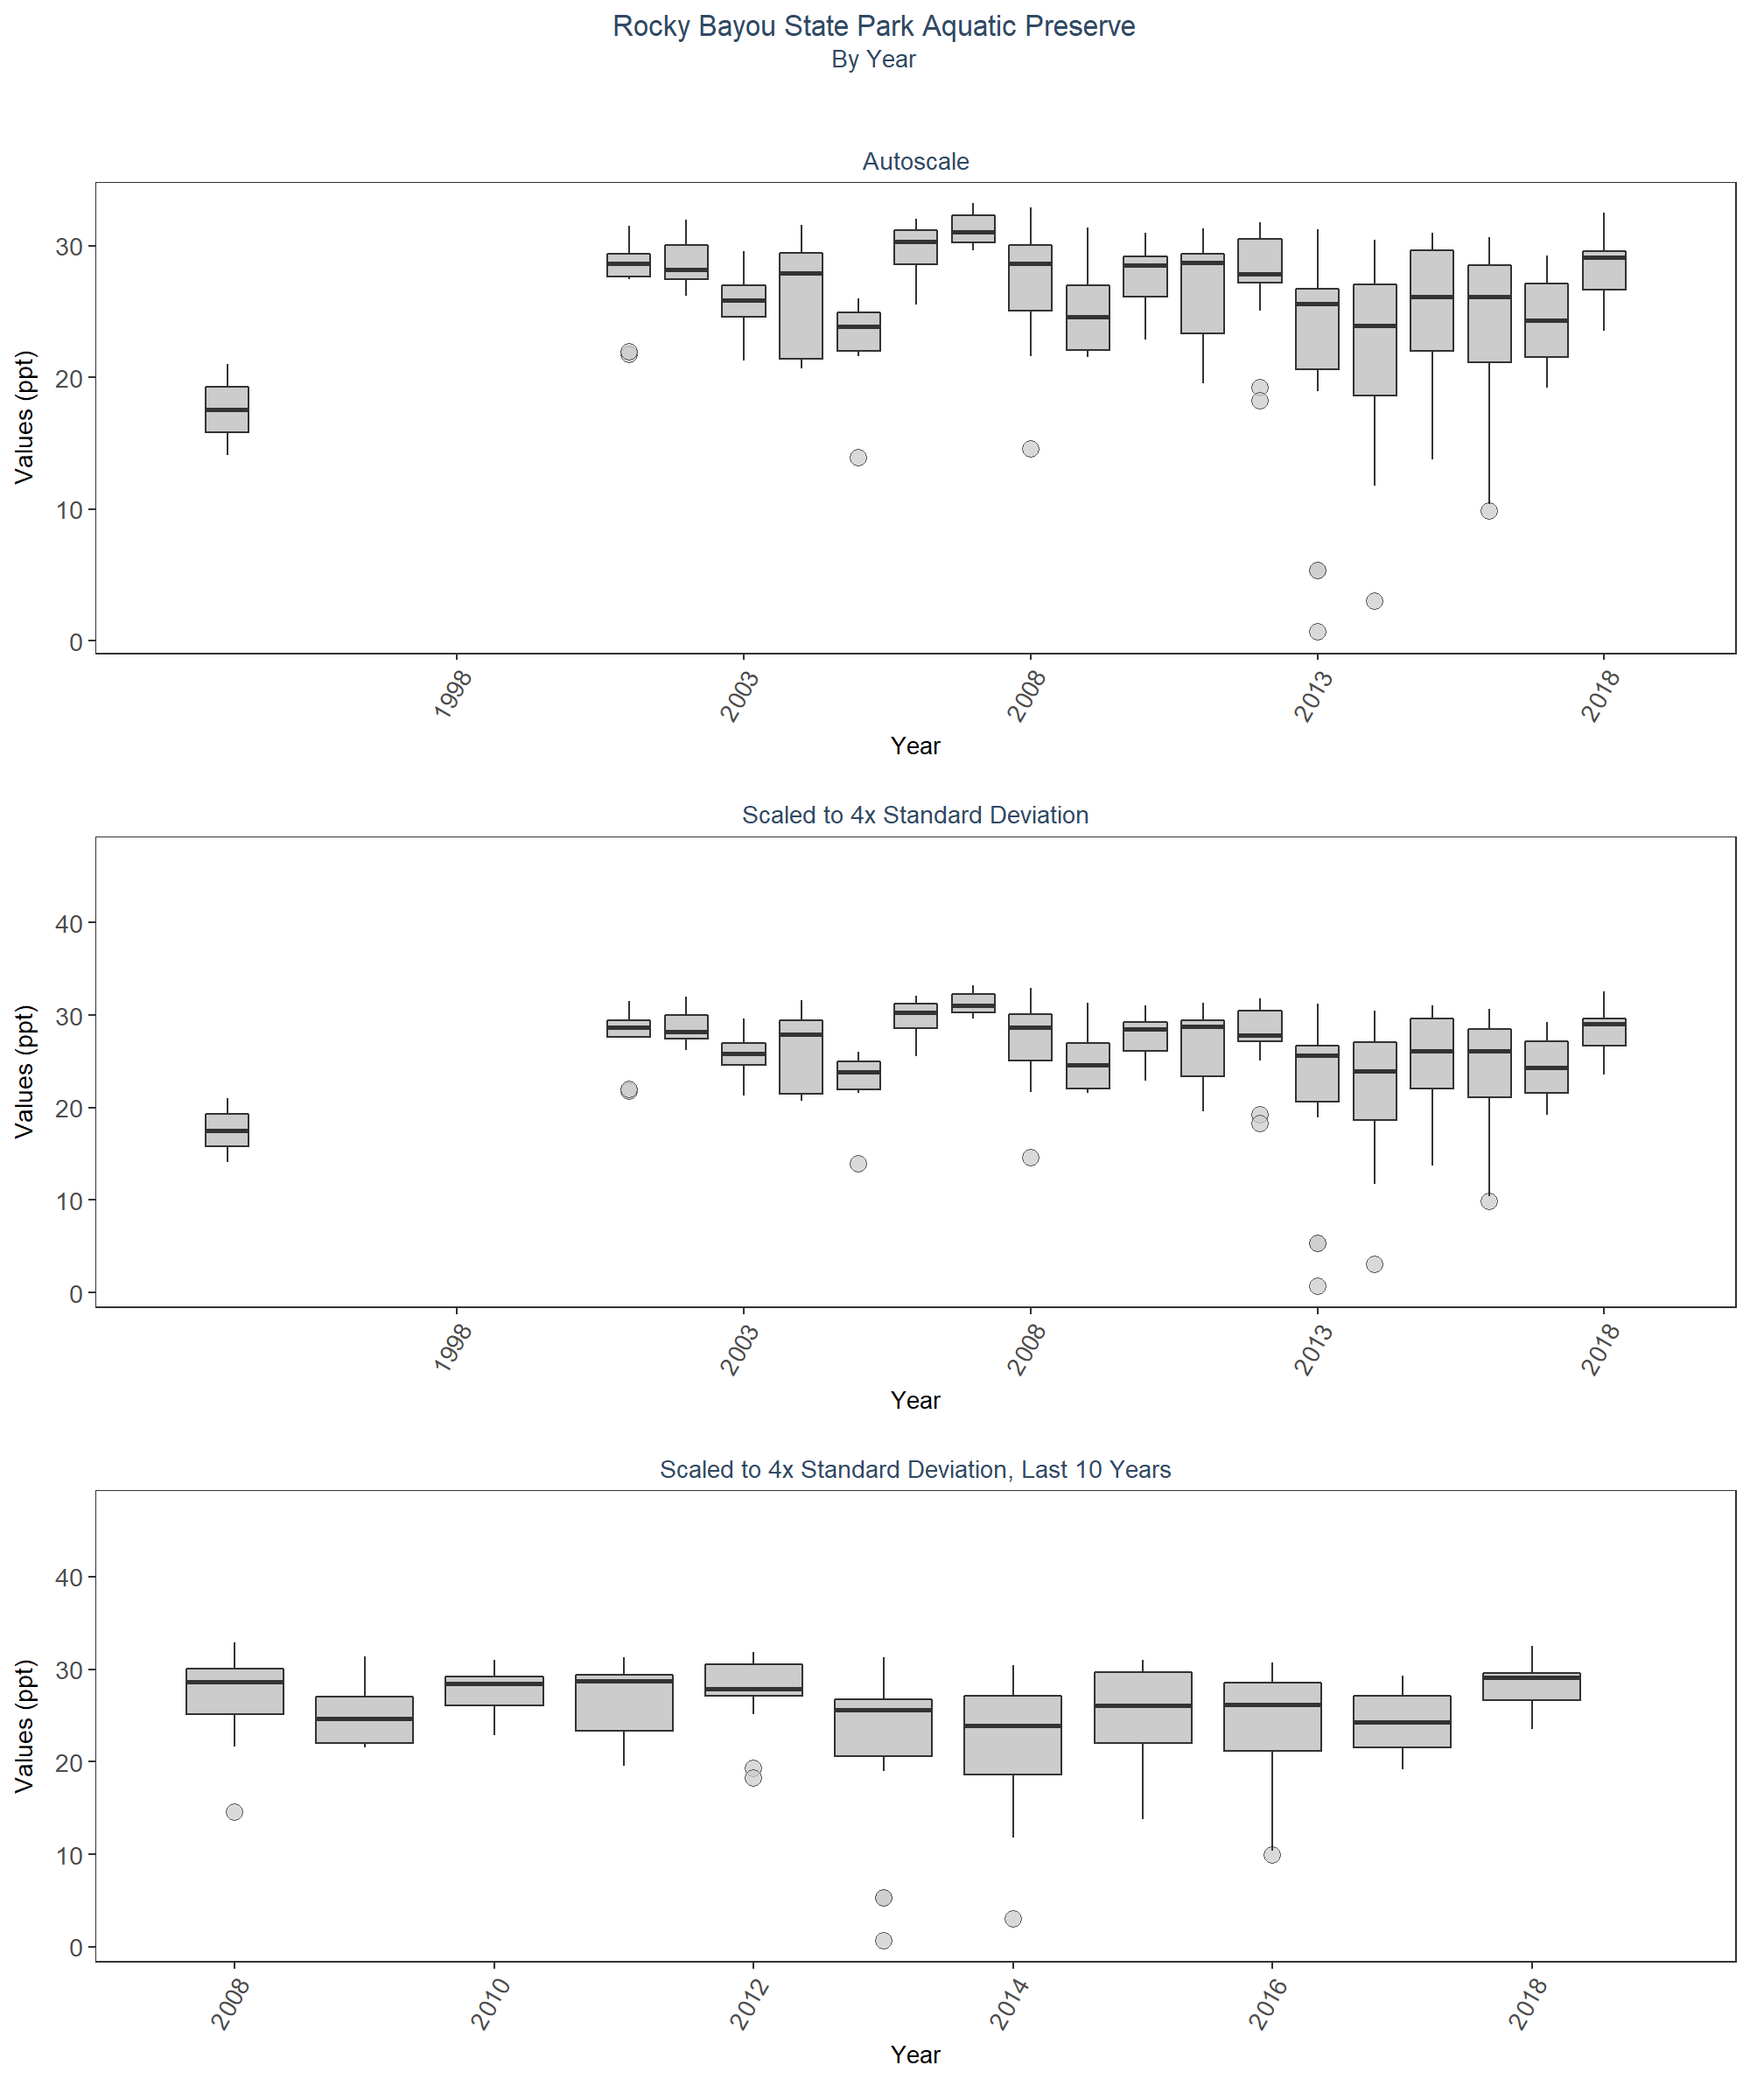 Rocky Bayou State Park Aquatic Preserve
By Year
Autoscale
Values (ppt)
30
20
10
0
1998
2003
2008
2013
2018
Year
Scaled to 4x Standard Deviation
Values (ppt)
40
30
20
10
0
1998
2003
2008
2013
2018
Year
Scaled to 4x Standard Deviation, Last 10 Years
Values (ppt)
40
30
20
10
0
2008
2010
2012
2014
2016
2018
Year